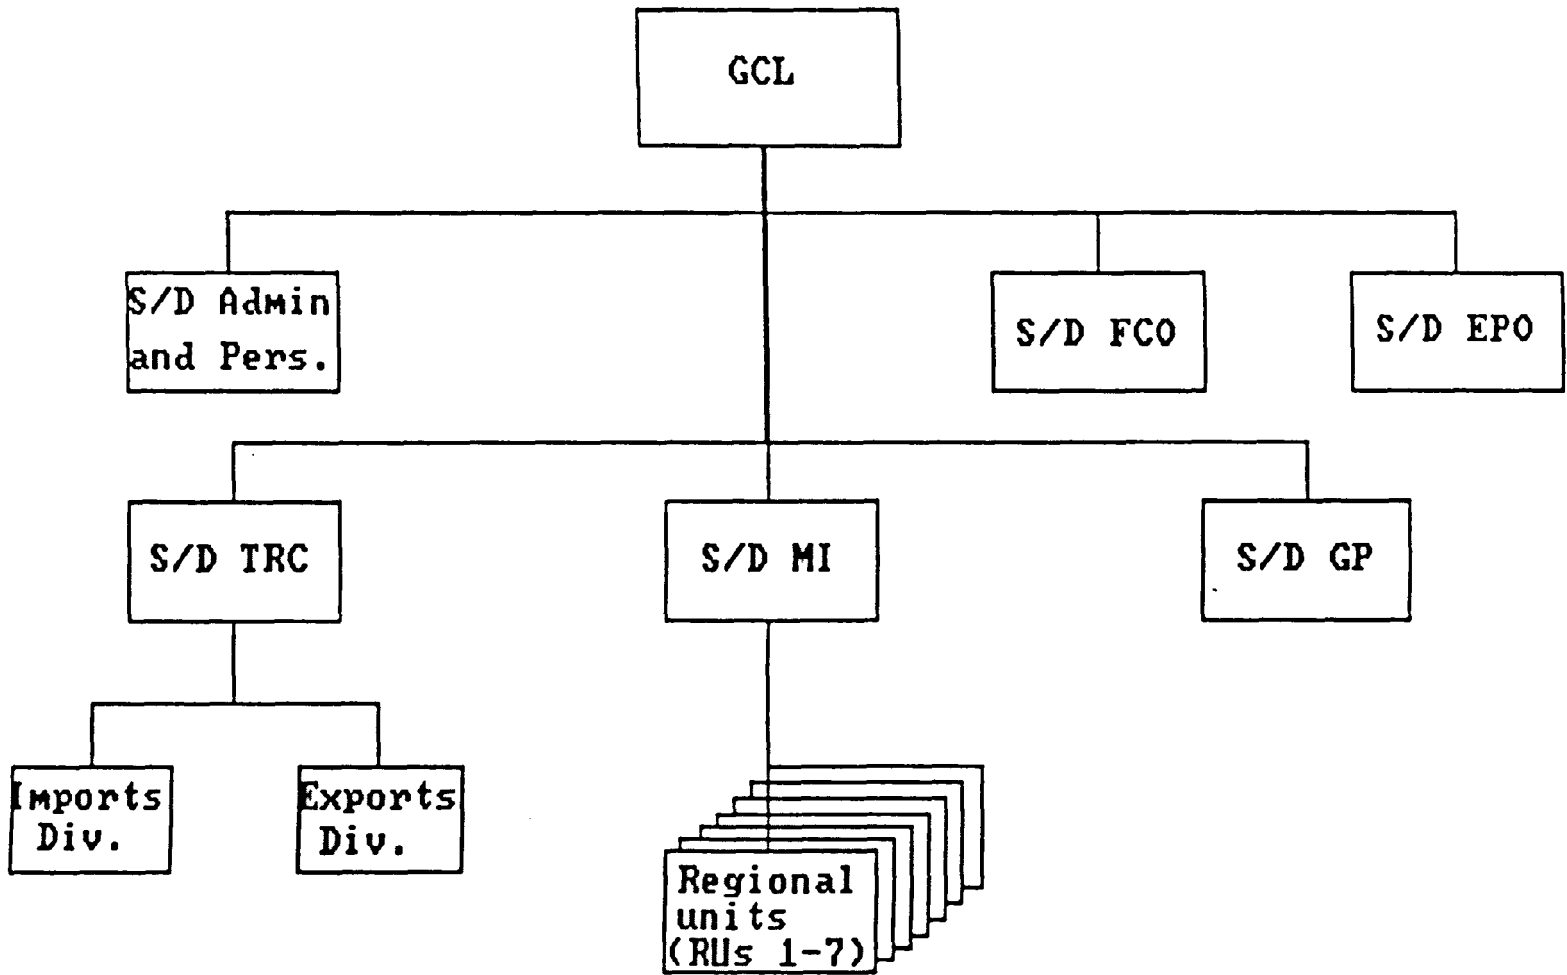 GCL
S/D Admin
and Pers.
S/D FCO
S/D EPO
S/D TRC
S/D MI
S/D GP
Imports
Div.
Exports
Div.
Regional
units
(RUs 1-7)